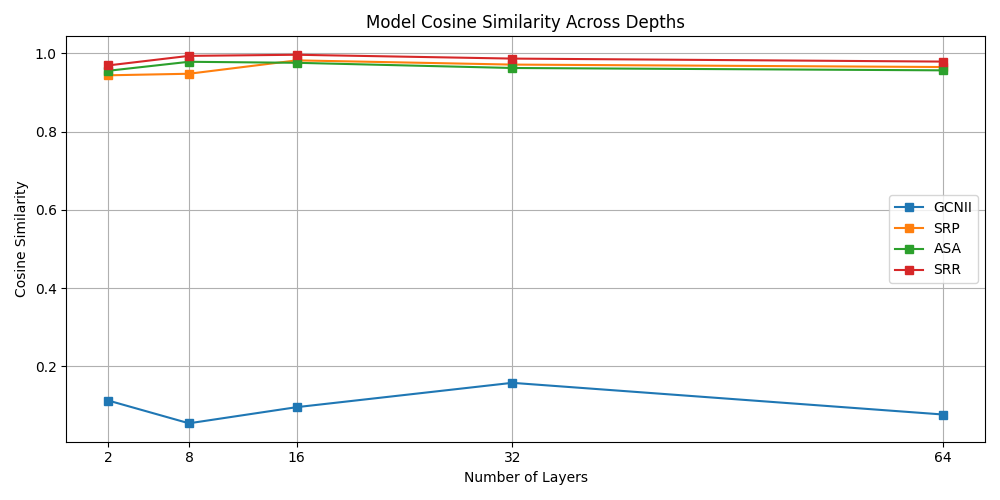 Model Cosine Similarity Across Depths
Cosine Similarity
1.0
0.8
0.6
0.4
0.2
GCNII
SRP
ASA
SRR
2 8 16 32 64
Number of Layers